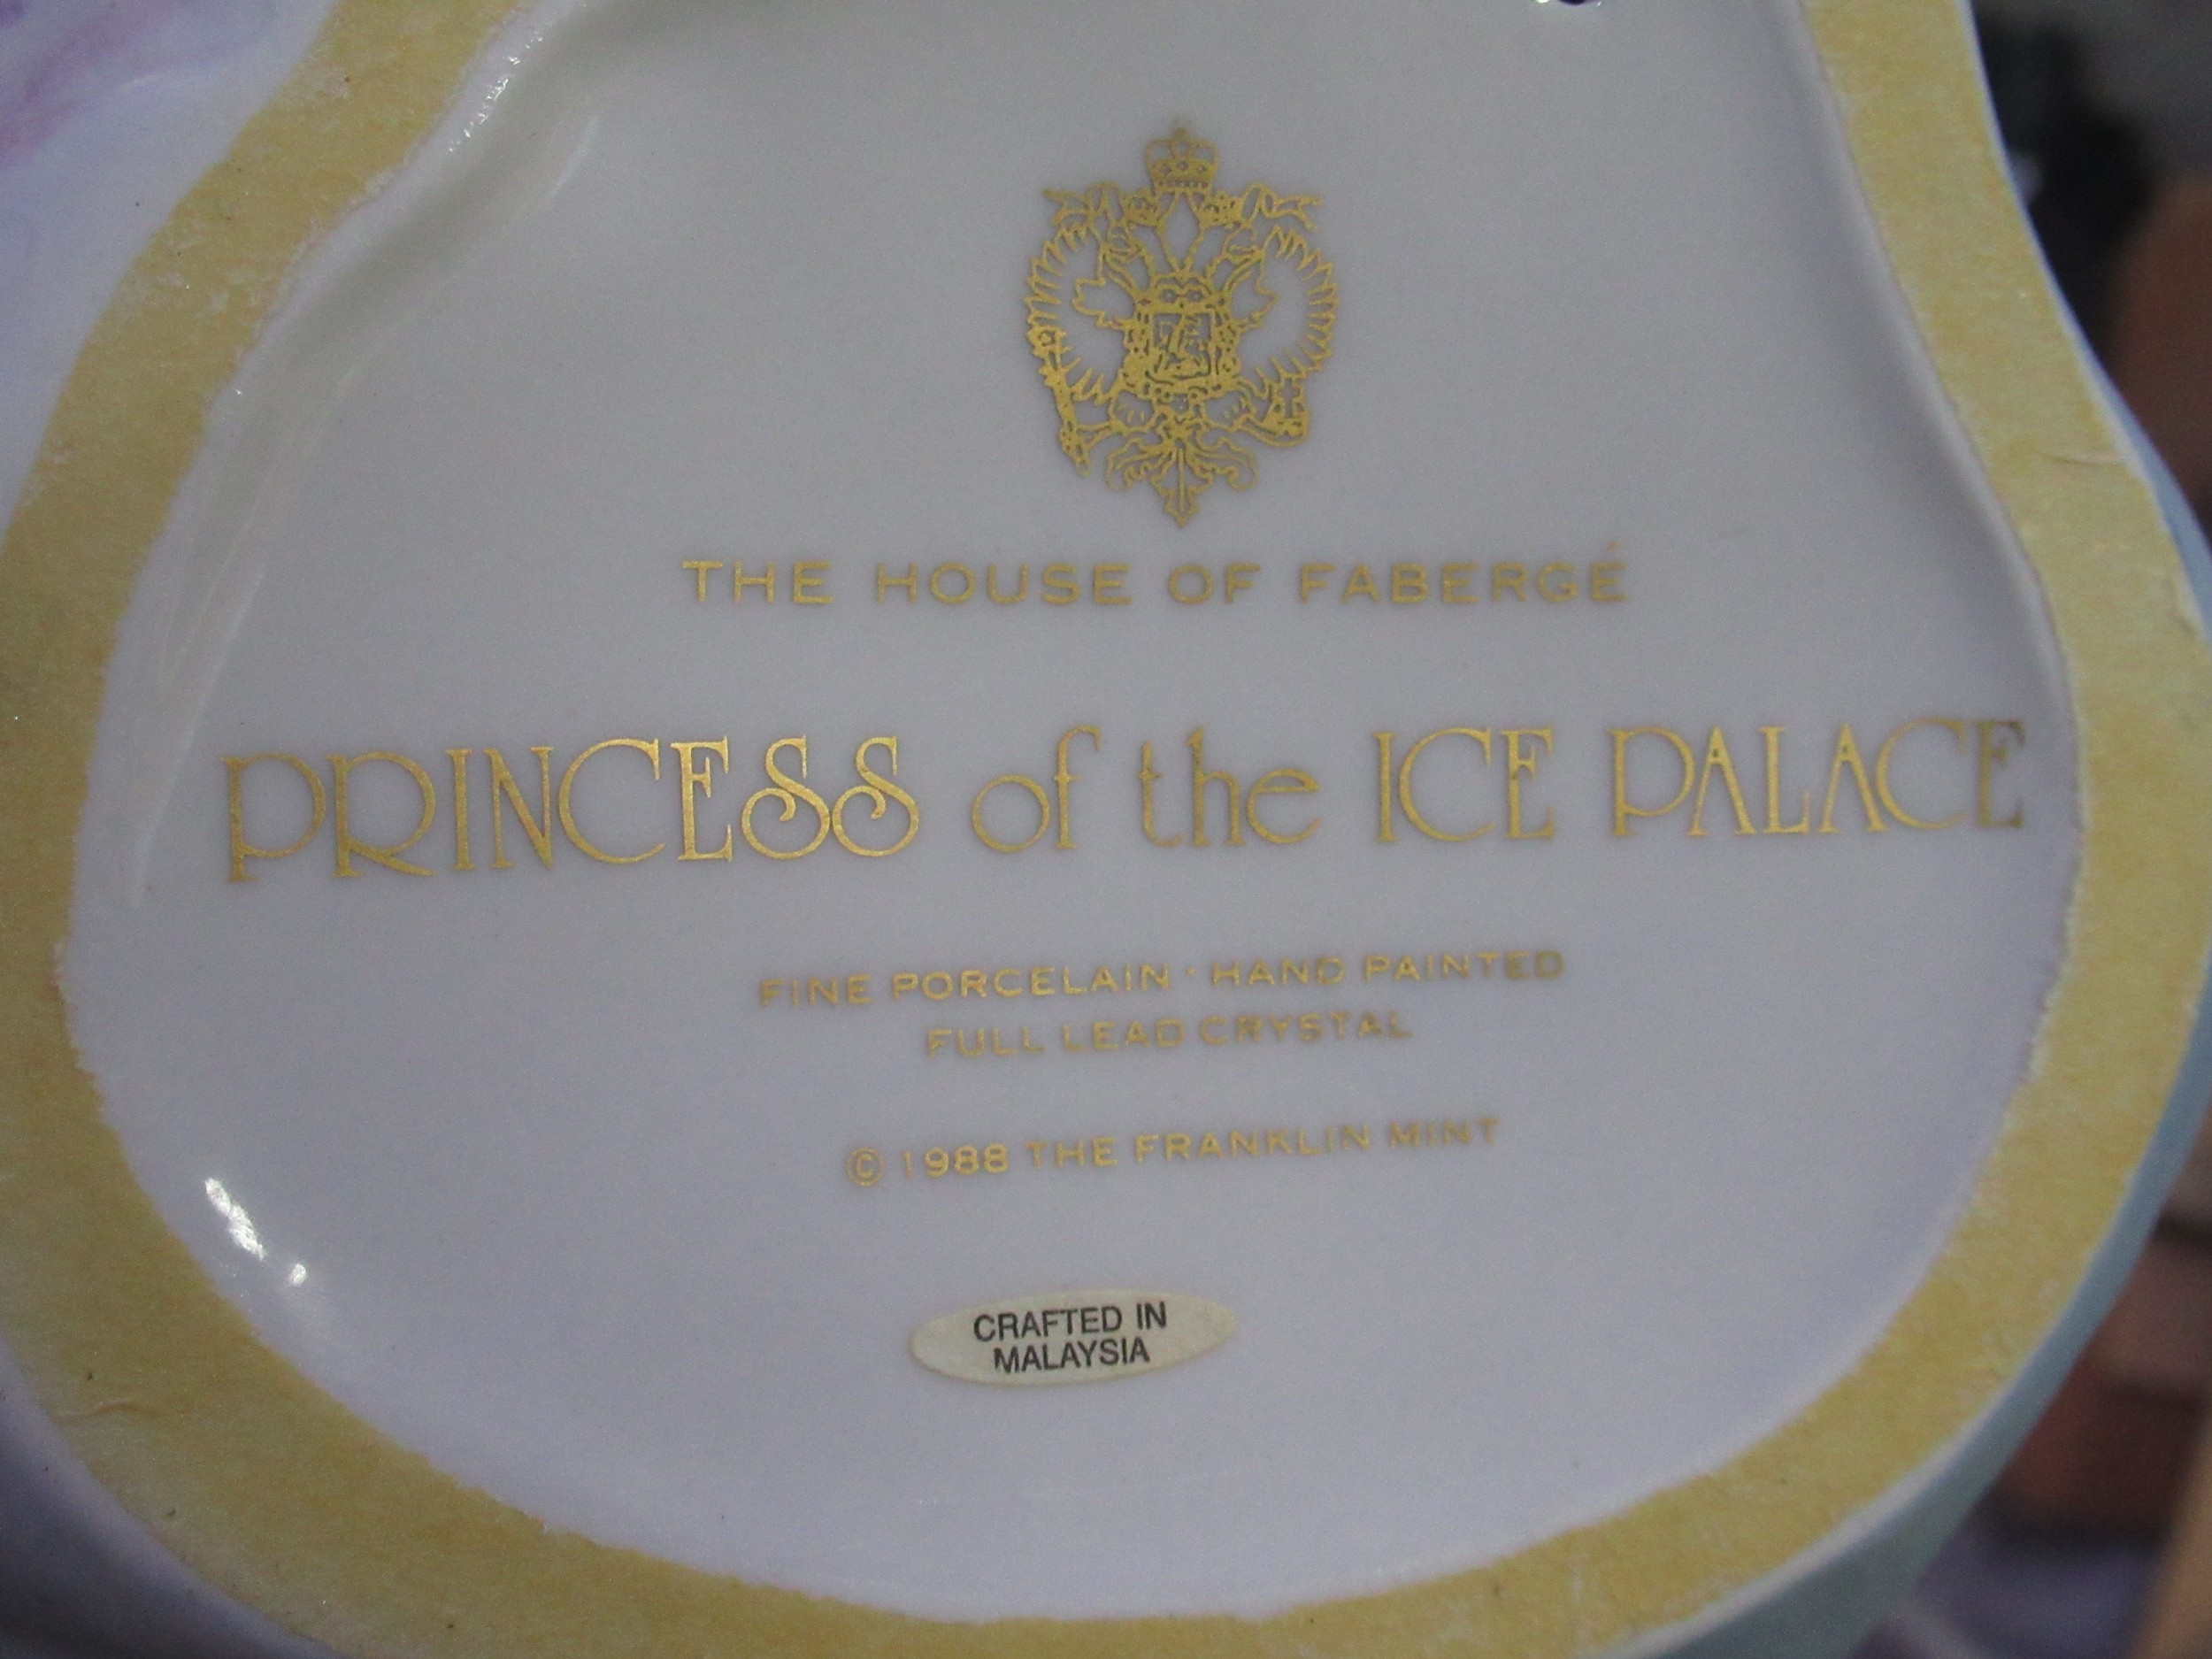 THE HOUSE OF FABERGÉ
PRINCESS of the ICE PALACE
FINE PORCELAIN · HAND PAINTED
FULL LEAD CRYSTAL
© 1988 THE FRANKLIN MINT
CRAFTED IN
MALAYSIA